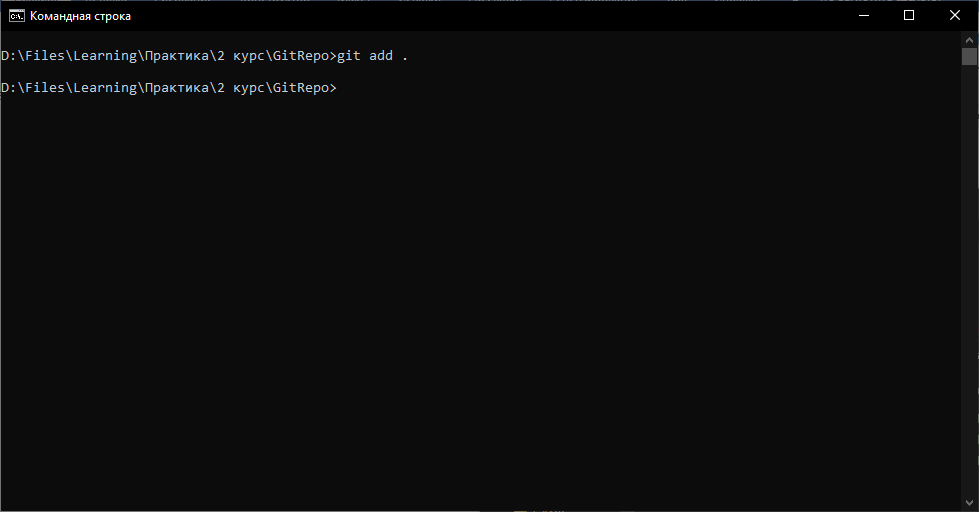 Командная строка
D:\Files\Learning\Практика\2 курс\GitRepo>git add .
D:\Files\Learning\Практика\2 курс\GitRepo>